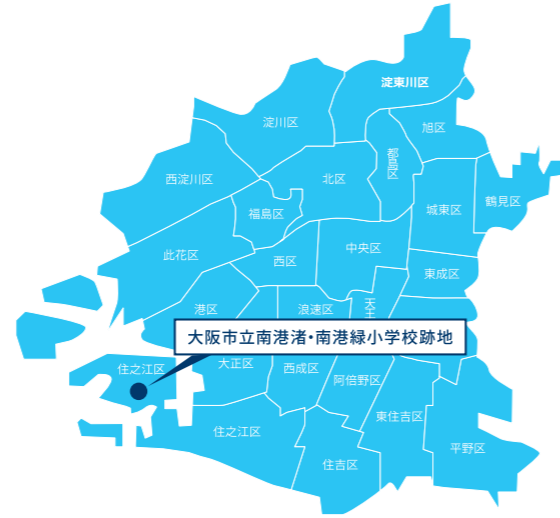 淀東川区
淀川区
旭区
都島区
西淀川区
北区
鶴見区
福島区
城東区
中央区
此花区
西区
東成区
港区
浪速区
天王
大阪市立南港渚・南港緑小学校跡地
住之江区
大正区
西成区
阿倍野区
東住吉区
住之江区
平野区
住吉区